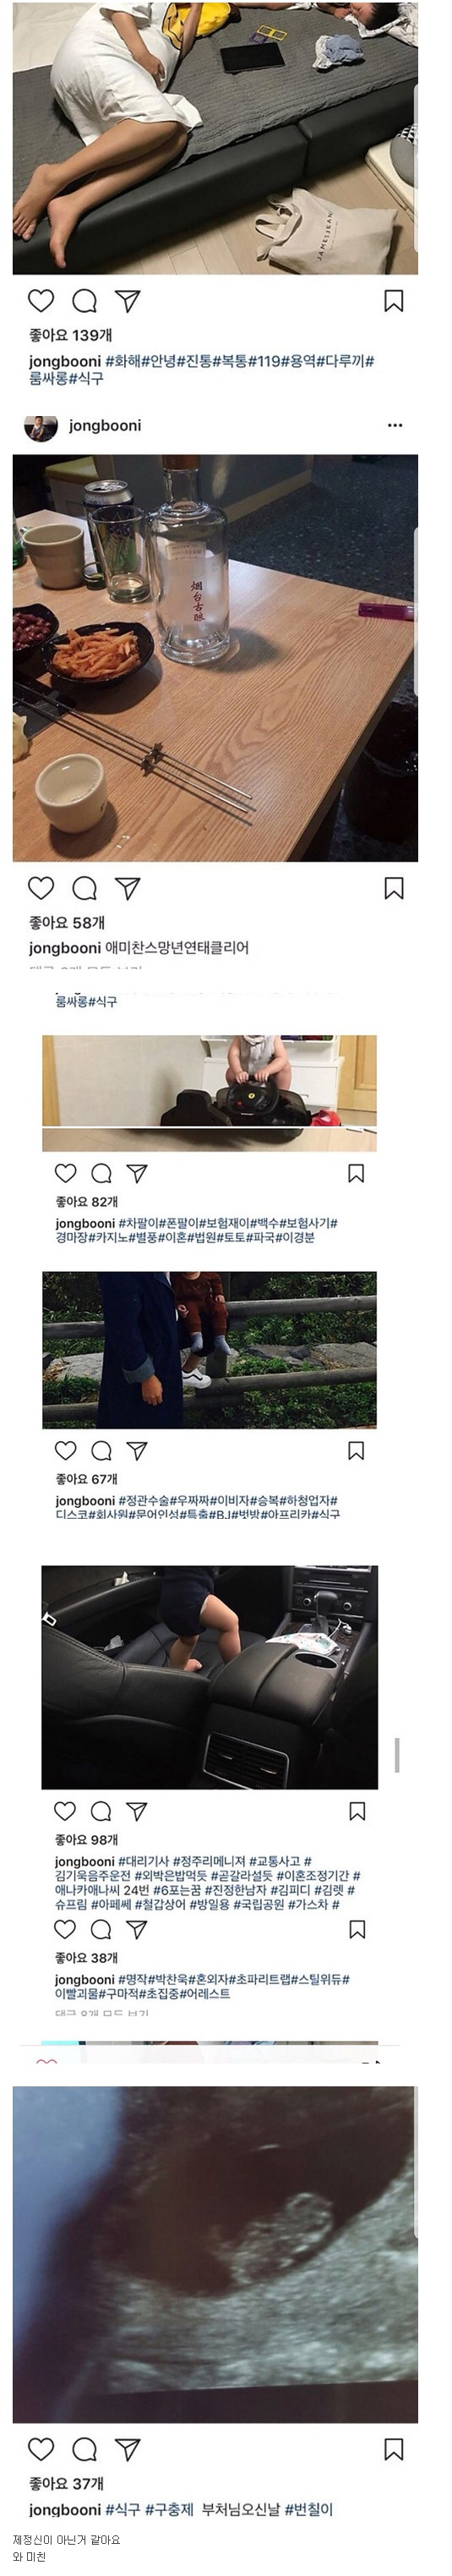 JAMESJEAN
좋아요 139개
jongbooni #화해#안녕#진통#복통#119#용역#다루끼#
룸싸롱#식구
jongbooni
烟台古酿
좋아요 58개
jongbooni 애미찬스망년연태클리어
룸싸롱#식구
좋아요 82개
jongbooni #차팔이#폰팔이#보험재이#백수#보험사기#
경마장#카지노#별풍#이혼#법원#토토#파국#이경분
좋아요 67개
jongbooni #정관수술#우짜짜#이비자#승복#하청업자#
디스코#회사원#문어인성#특출#BJ#벗방#아프리카#식구
좋아요 98개
jongbooni #대리기사 #정주리메니져 #교통사고 #
김기욱음주운전 #외박은밥먹듯 #곧갈라설듯 #이혼조정기간 #
애나카애나씨 24번 #6포는꿈 #진정한남자 #김피디 #김렛 #
슈프림 #아페쎄 #철갑상어 #방일용 #국립공원 #가스차 #
좋아요 38개
jongbooni #명작#박찬욱#혼외자#초파리트랩#스틸위듀#
이빨괴물#구마적#초집중#어레스트
좋아요 37개
jongbooni #식구 #구충제 부처님오신날 #번칠이
제정신이 아닌거 같아요
와 미친